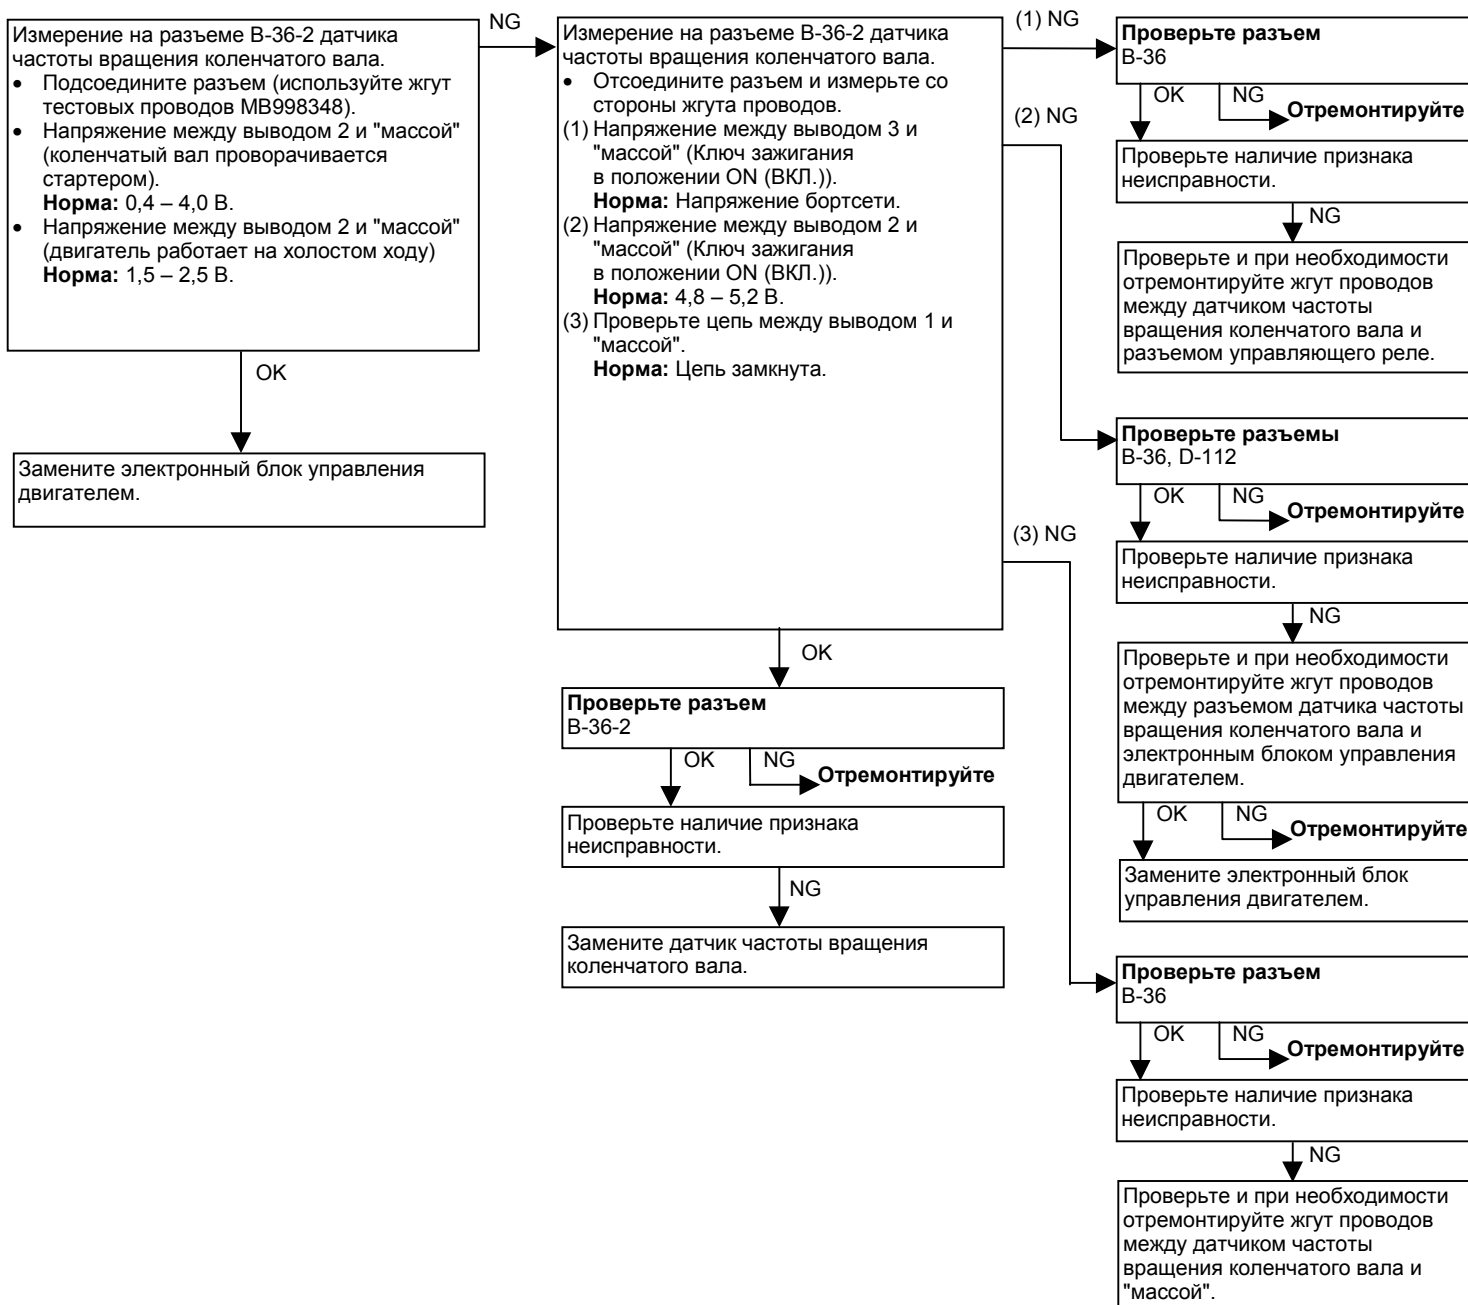 Измерение на разъеме В-36-2 датчика
частоты вращения коленчатого вала.
• Подсоедините разъем (используйте жгут
тестовых проводов MB998348).
• Напряжение между выводом 2 и "массой"
(коленчатый вал проворачивается
стартером).
Норма: 0,4 – 4,0 В.
• Напряжение между выводом 2 и "массой"
(двигатель работает на холостом ходу)
Норма: 1,5 – 2,5 В.
NG
OK
Замените электронный блок управления
двигателем.
Измерение на разъеме В-36-2 датчика
частоты вращения коленчатого вала.
• Отсоедините разъем и измерьте со
стороны жгута проводов.
(1) Напряжение между выводом 3 и
"массой" (Ключ зажигания
в положении ON (ВКЛ.)).
Норма: Напряжение бортсети.
(2) Напряжение между выводом 2 и
"массой" (Ключ зажигания
в положении ON (ВКЛ.)).
Норма: 4,8 – 5,2 В.
(3) Проверьте цепь между выводом 1 и
"массой".
Норма: Цепь замкнута.
OK
Проверьте разъем
В-36-2
OK
NG
Отремонтируйте
Проверьте наличие признака
неисправности.
NG
Замените датчик частоты вращения
коленчатого вала.
(1) NG
Проверьте разъем
В-36
OK
NG
Отремонтируйте
Проверьте наличие признака
неисправности.
NG
Проверьте и при необходимости
отремонтируйте жгут проводов
между датчиком частоты
вращения коленчатого вала и
разъемом управляющего реле.
(2) NG
Проверьте разъемы
В-36, D-112
OK
NG
Отремонтируйте
Проверьте наличие признака
неисправности.
NG
Проверьте и при необходимости
отремонтируйте жгут проводов
между разъемом датчика частоты
вращения коленчатого вала и
электронным блоком управления
двигателем.
OK
NG
Отремонтируйте
Замените электронный блок
управления двигателем.
(3) NG
Проверьте разъем
В-36
OK
NG
Отремонтируйте
Проверьте наличие признака
неисправности.
NG
Проверьте и при необходимости
отремонтируйте жгут проводов
между датчиком частоты
вращения коленчатого вала и
"массой".